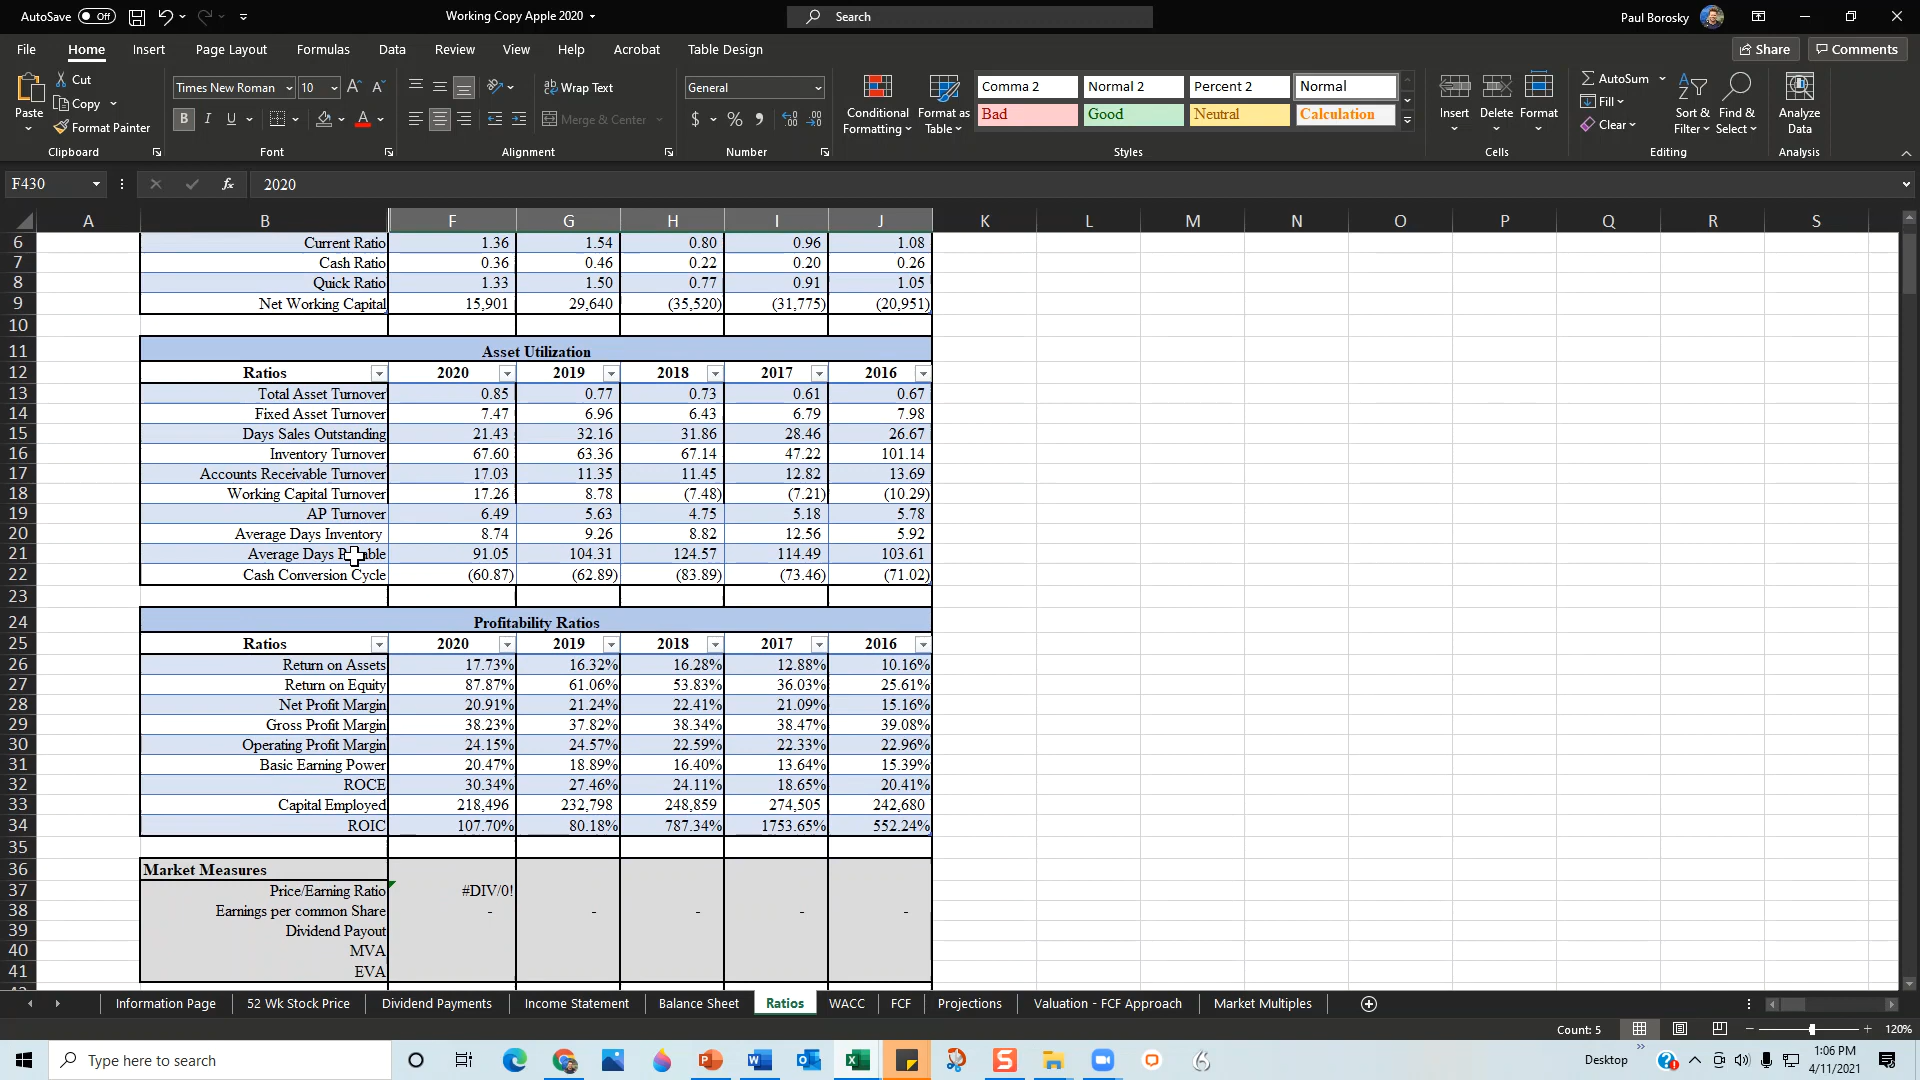 AutoSave Off Working Copy Apple 2020 Search Paul Borosky
File Home Insert Page Layout Formulas Data Review View Help Acrobat Table Design Share Comments
Paste Cut Copy Format Painter Clipboard
Times New Roman 10 B I U A Font
Wrap Text Merge & Center Alignment
General $ % Number
Conditional Formatting Format as Table
Comma 2 Normal 2 Percent 2 Normal
Bad Good Neutral Calculation
Styles
Insert Delete Format Cells
AutoSum Fill Clear Sort & Filter Find & Select Editing
Analyze Data Analysis
F430 fx 2020
A B F G H I J K L M N O P Q R S
6 Current Ratio 1.36 1.54 0.80 0.96 1.08
7 Cash Ratio 0.36 0.46 0.22 0.20 0.26
8 Quick Ratio 1.33 1.50 0.77 0.91 1.05
9 Net Working Capital 15,901 29,640 (35,520) (31,775) (20,951)
10
11 Asset Utilization
12 Ratios 2020 2019 2018 2017 2016
13 Total Asset Turnover 0.85 0.77 0.73 0.61 0.67
14 Fixed Asset Turnover 7.47 6.96 6.43 6.79 7.98
15 Days Sales Outstanding 21.43 32.16 31.86 28.46 26.67
16 Inventory Turnover 67.60 63.36 67.14 47.22 101.14
17 Accounts Receivable Turnover 17.03 11.35 11.45 12.82 13.69
18 Working Capital Turnover 17.26 8.78 (7.48) (7.21) (10.29)
19 AP Turnover 6.49 5.63 4.75 5.18 5.78
20 Average Days Inventory 8.74 9.26 8.82 12.56 5.92
21 Average Days Payable 91.05 104.31 124.57 114.49 103.61
22 Cash Conversion Cycle (60.87) (62.89) (83.89) (73.46) (71.02)
23
24 Profitability Ratios
25 Ratios 2020 2019 2018 2017 2016
26 Return on Assets 17.73% 16.32% 16.28% 12.88% 10.16%
27 Return on Equity 87.87% 61.06% 53.83% 36.03% 25.61%
28 Net Profit Margin 20.91% 21.24% 22.41% 21.09% 15.16%
29 Gross Profit Margin 38.23% 37.82% 38.34% 38.47% 39.08%
30 Operating Profit Margin 24.15% 24.57% 22.59% 22.33% 22.96%
31 Basic Earning Power 20.47% 18.89% 16.40% 13.64% 15.39%
32 ROCE 30.34% 27.46% 24.11% 18.65% 20.41%
33 Capital Employed 218,496 232,798 248,859 274,505 242,680
34 ROIC 107.70% 80.18% 787.34% 1753.65% 552.24%
35
36 Market Measures
37 Price/Earning Ratio #DIV/0!
38 Earnings per common Share - - - - -
39 Dividend Payout
40 MVA
41 EVA
Information Page 52 Wk Stock Price Dividend Payments Income Statement Balance Sheet Ratios WACC FCF Projections Valuation - FCF Approach Market Multiples
Count: 5 120%
Type here to search Desktop 1:06 PM
4/11/2021